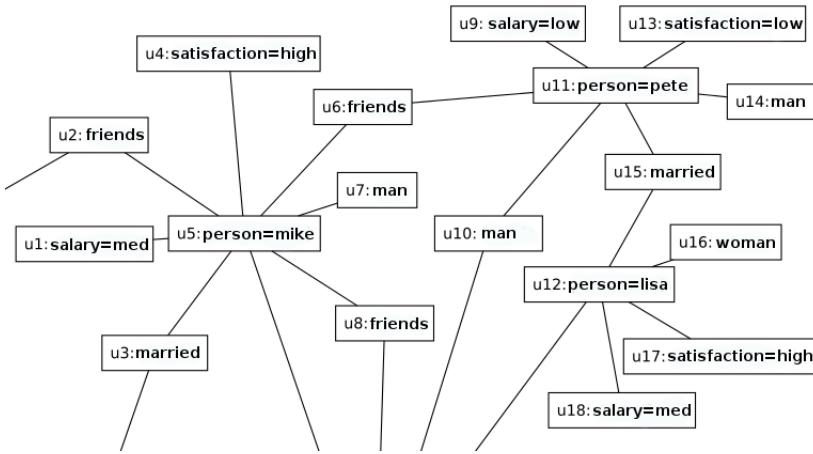 u9: salary=low
u13: satisfaction=low
u4: satisfaction=high
u11: person=pete
u14: man
u6: friends
u2: friends
u15: married
u7: man
u5: person=mike
u10: man
u1: salary=med
u16: woman
u12: person=lisa
u8: friends
u3: married
u17: satisfaction=high
u18: salary=med